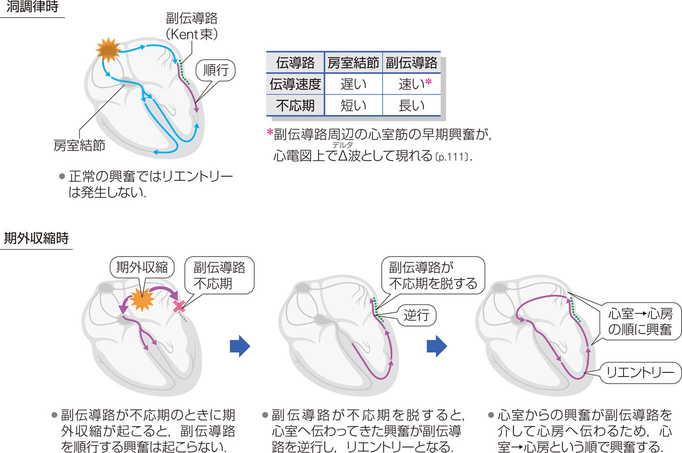 洞調律時
副伝導路
（Kent束）
順行
房室結節
●正常の興奮ではリエントリー
は発生しない．
伝導路 房室結節 副伝導路
伝導速度 遅い 速い*
不応期 短い 長い
*副伝導路周辺の心室筋の早期興奮が，
デルタ
心電図上でΔ波として現れる〔p.111〕．
期外収縮時
期外収縮
副伝導路
不応期
●副伝導路が不応期のときに期
外収縮が起こると，副伝導路
を順行する興奮は起こらない．
副伝導路が
不応期を脱する
逆行
●副伝導路が不応期を脱すると，
心室へ伝わってきた興奮が副伝導
路を逆行し，リエントリーとなる．
心室→心房
の順に興奮
リエントリー
●心室からの興奮が副伝導路を
介して心房へ伝わるため，心
室→心房という順で興奮する．